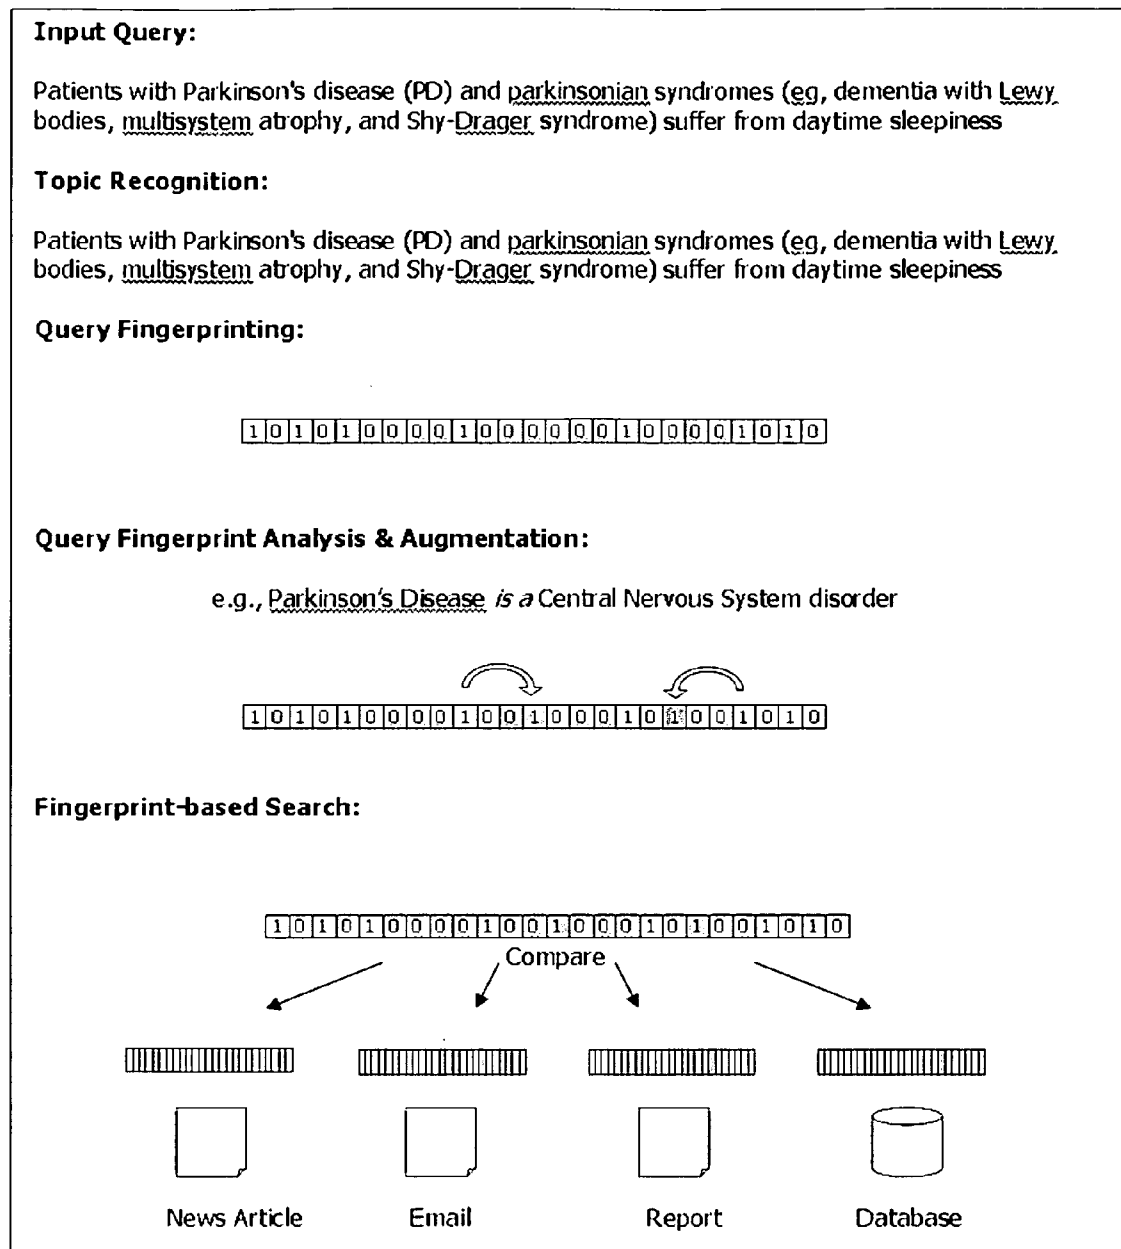 Input Query:
Patients with Parkinson's disease (PD) and parkinsonian syndromes (eg, dementia with Lewy
bodies, multisystem atrophy, and Shy-Drager syndrome) suffer from daytime sleepiness
Topic Recognition:
Patients with Parkinson's disease (PD) and parkinsonian syndromes (eg, dementia with Lewy
bodies, multisystem atrophy, and Shy-Drager syndrome) suffer from daytime sleepiness
Query Fingerprinting:
1 0 1 0 1 0 0 0 0 1 0 0 0 0 0 0 1 0 0 0 0 1 0 1 0
Query Fingerprint Analysis & Augmentation:
e.g., Parkinson's Disease is a Central Nervous System disorder
1 0 1 0 1 0 0 0 0 1 0 0 1 0 0 0 1 0 1 0 0 1 0 1 0
Fingerprint-based Search:
1 0 1 0 1 0 0 0 0 1 0 0 1 0 0 0 1 0 1 0 0 1 0 1 0
Compare
News Article Email Report Database